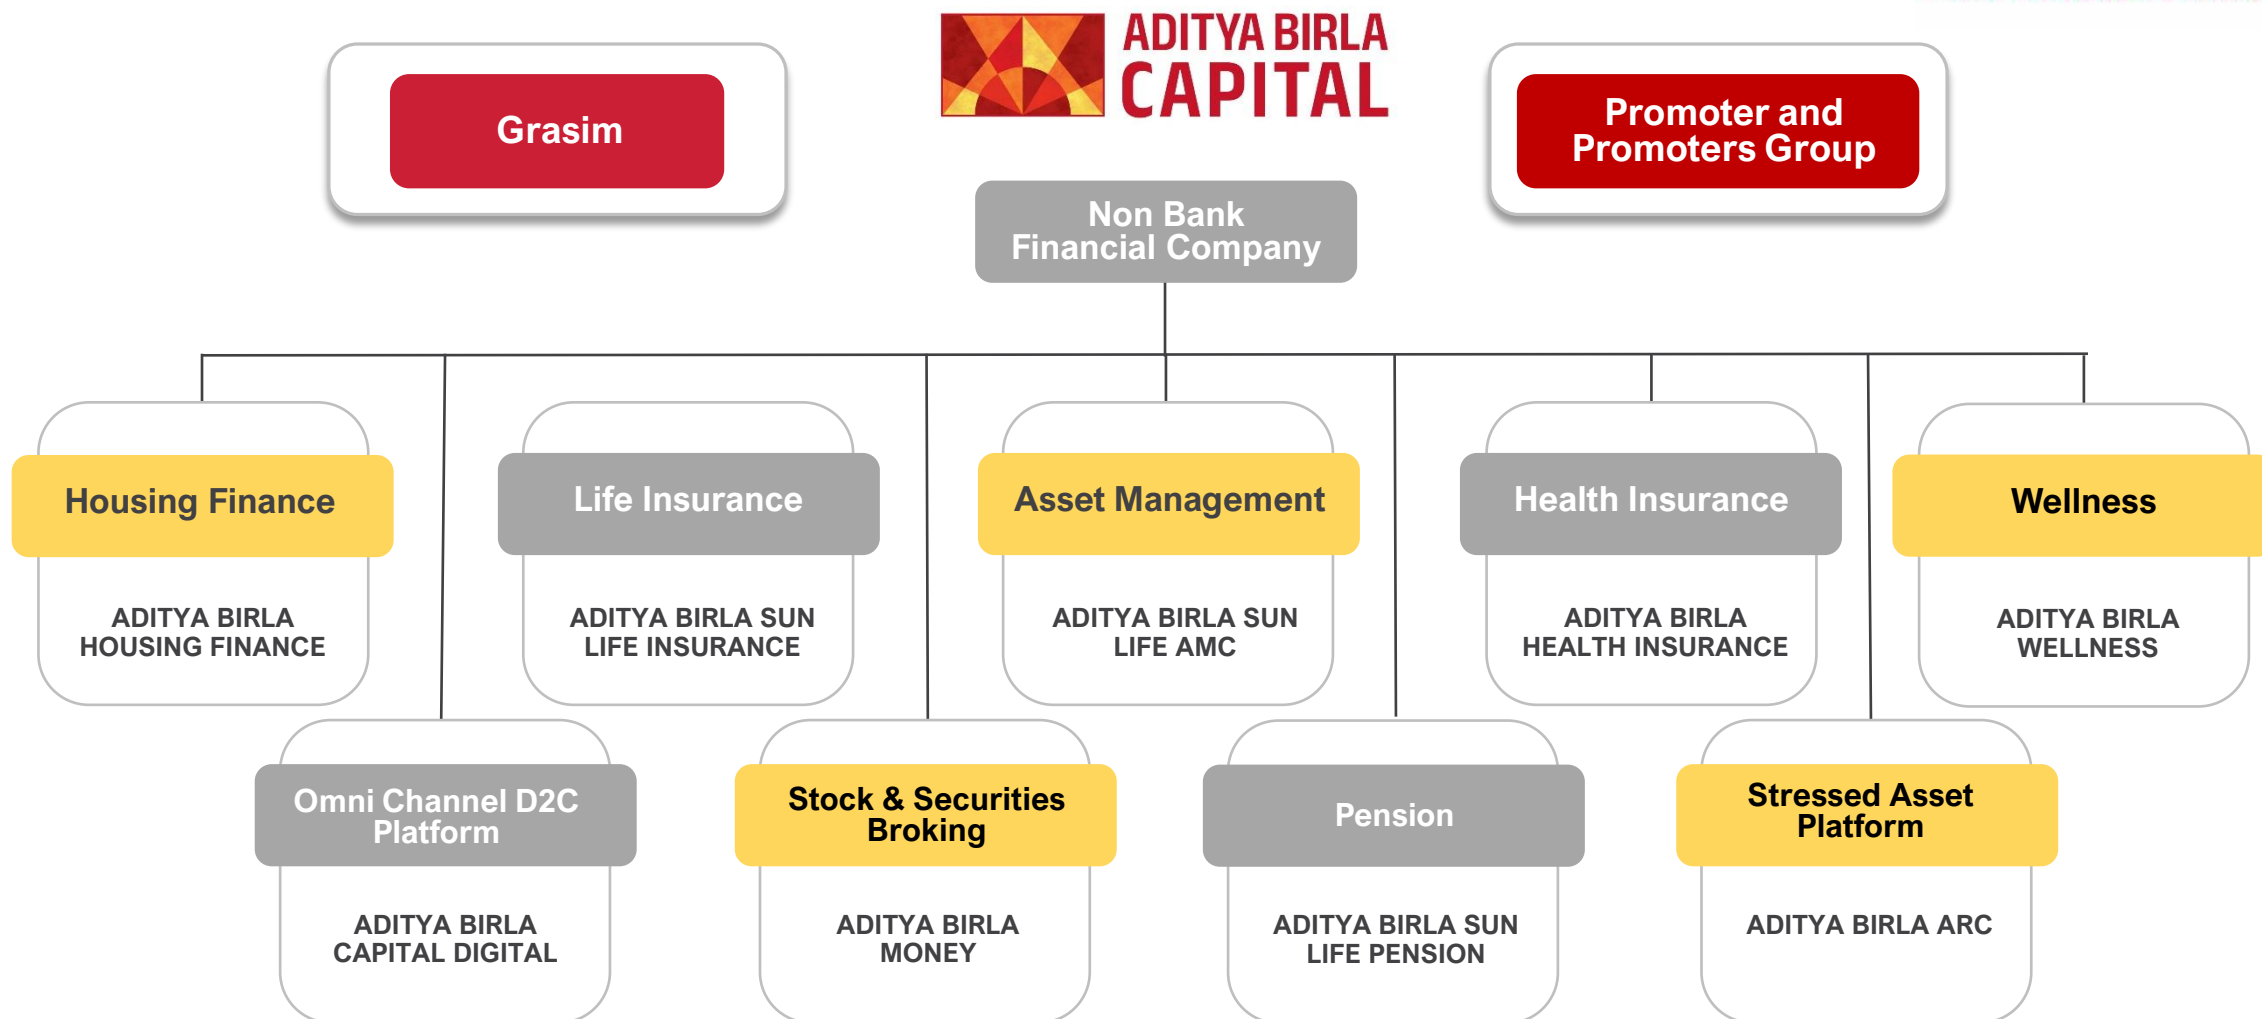 Grasim
ADITYA BIRLA
CAPITAL
Promoter and
Promoters Group
Non Bank
Financial Company
Housing Finance
ADITYA BIRLA
HOUSING FINANCE
Life Insurance
ADITYA BIRLA SUN
LIFE INSURANCE
Asset Management
ADITYA BIRLA SUN
LIFE AMC
Health Insurance
ADITYA BIRLA
HEALTH INSURANCE
Wellness
ADITYA BIRLA
WELLNESS
Omni Channel D2C
Platform
ADITYA BIRLA
CAPITAL DIGITAL
Stock & Securities
Broking
ADITYA BIRLA
MONEY
Pension
ADITYA BIRLA SUN
LIFE PENSION
Stressed Asset
Platform
ADITYA BIRLA ARC